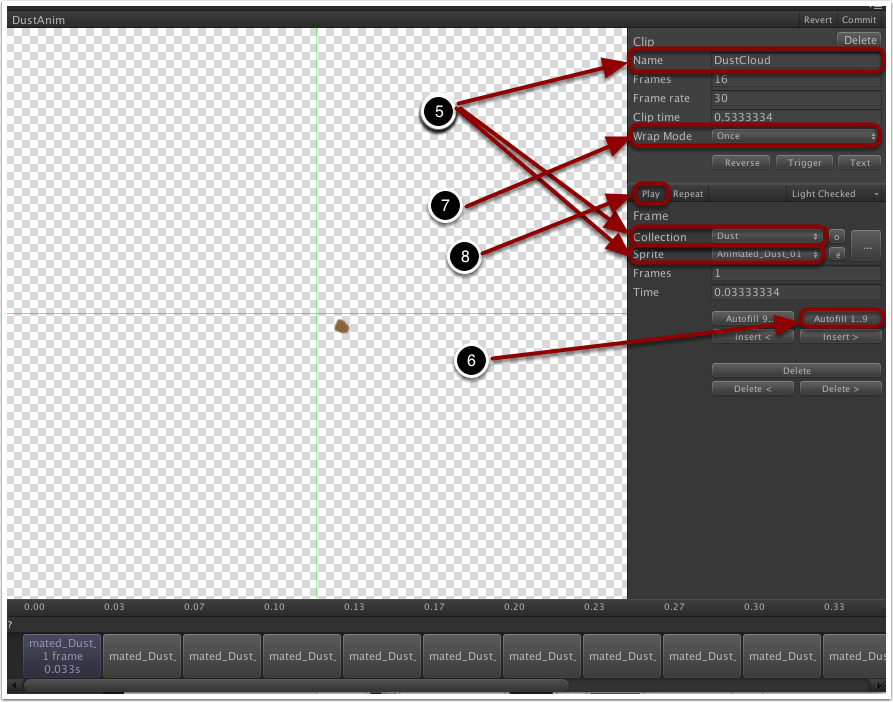 DustAnim Revert Commit
Clip Delete
Name DustCloud
Frames 16
Frame rate 30
5
Clip time 0.5333334
Wrap Mode Once
Reverse Trigger Text
Play Repeat Light Checked
7
Frame
Collection Dust o ...
8
Sprite Animated_Dust_01 e
Frames 1
Time 0.03333334
Autofill 9.. Autofill 1..9
Insert < Insert >
6
Delete
Delete < Delete >
0.00 0.03 0.07 0.10 0.13 0.17 0.20 0.23 0.27 0.30 0.33
?
mated_Dust_ mated_Dust_ mated_Dust_ mated_Dust_ mated_Dust_ mated_Dust_ mated_Dust_ mated_Dust_ mated_Dust_ mated_Dust_ mated_Dus
1 frame
0.033s